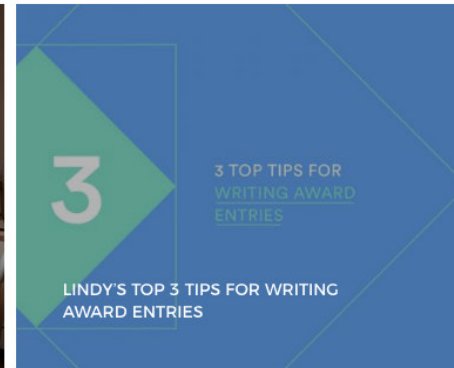 3
3 TOP TIPS FOR
WRITING AWARD
ENTRIES
LINDY'S TOP 3 TIPS FOR WRITING
AWARD ENTRIES